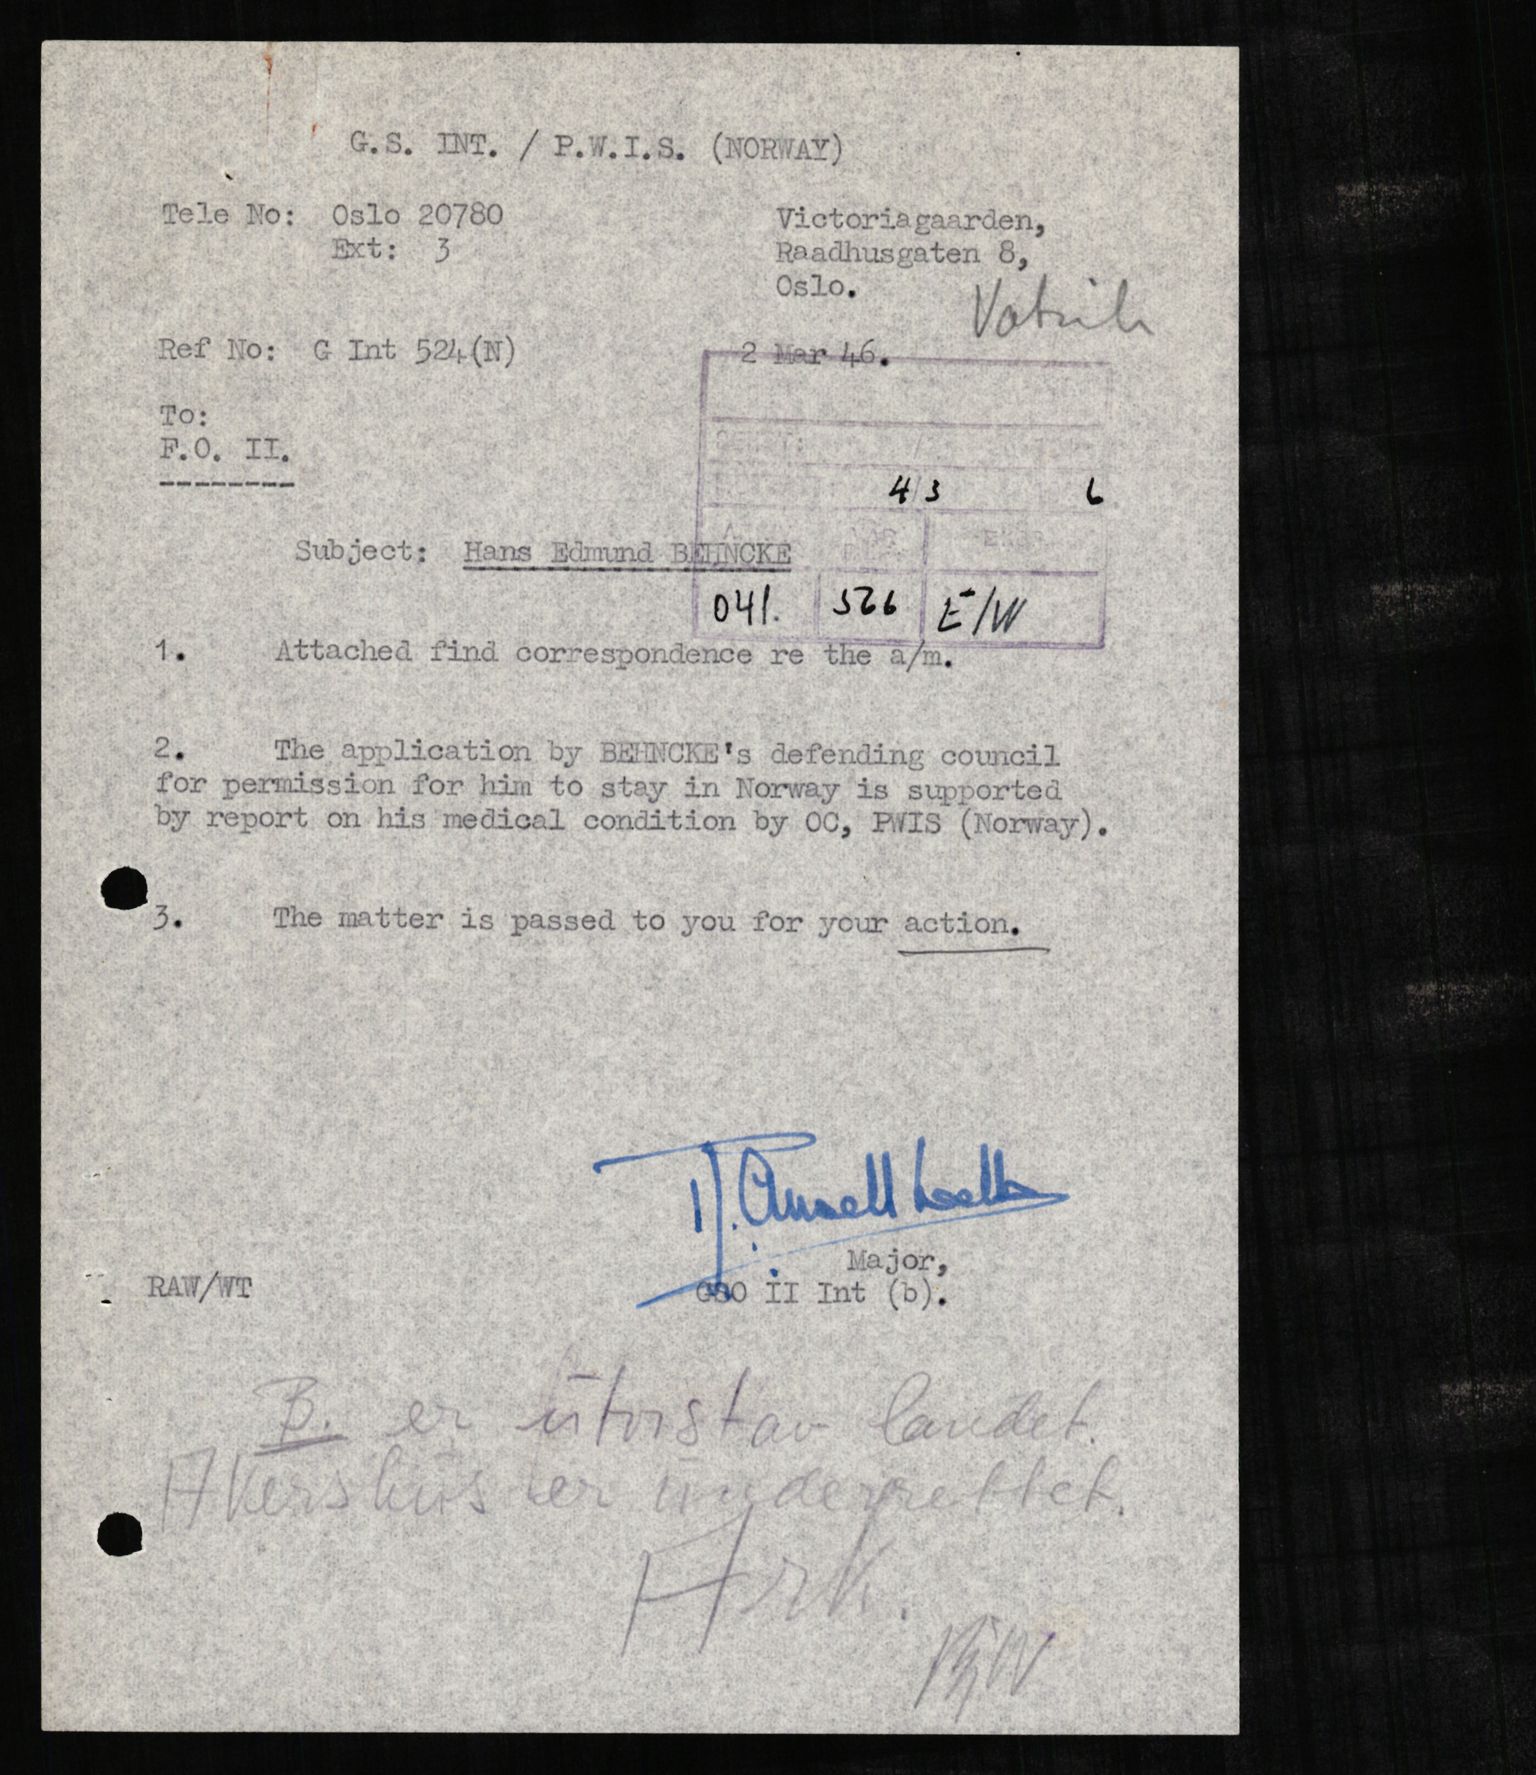 G.S. INT. / P.W.I.S. (NORWAY)
Tele No: Oslo 20780
Ext: 3
Victoriagaarden,
Raadhusgaten 8,
Oslo.
Ref No: G Int 524(N)
2 Mar 46.
To:
F.O. II.
4/3 6
Subject: Hans Edmund BEHNCKE
041. 526 E/W
1. Attached find correspondence re the a/m.
2. The application by BEHNCKE's defending council
for permission for him to stay in Norway is supported
by report on his medical condition by OC, PWIS (Norway).
3. The matter is passed to you for your action.
Major,
RAW/WT
GSO II Int (b).
B. er utvist av landet.
Akershus er underrettet.
Ark.